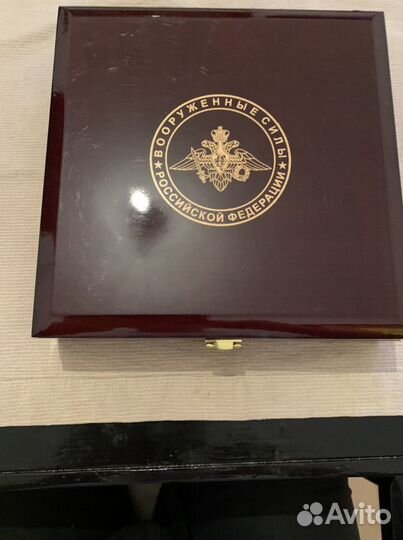 ВООРУЖЕННЫЕ СИЛЫ
★ РОССИЙСКОЙ ФЕДЕРАЦИИ ★
Avito